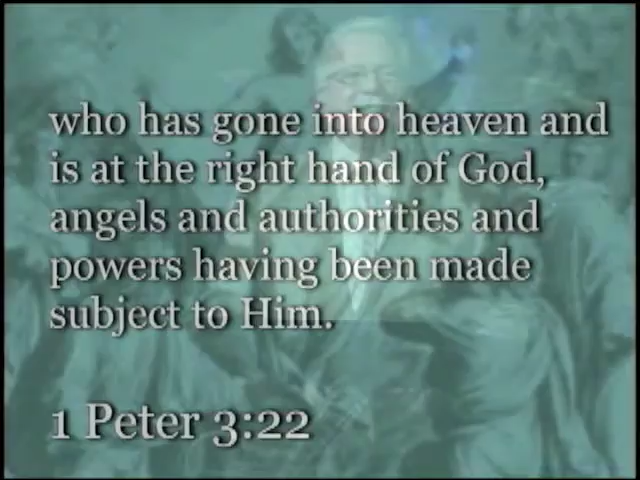 who has gone into heaven and
is at the right hand of God,
angels and authorities and
powers having been made
subject to Him.
1 Peter 3:22